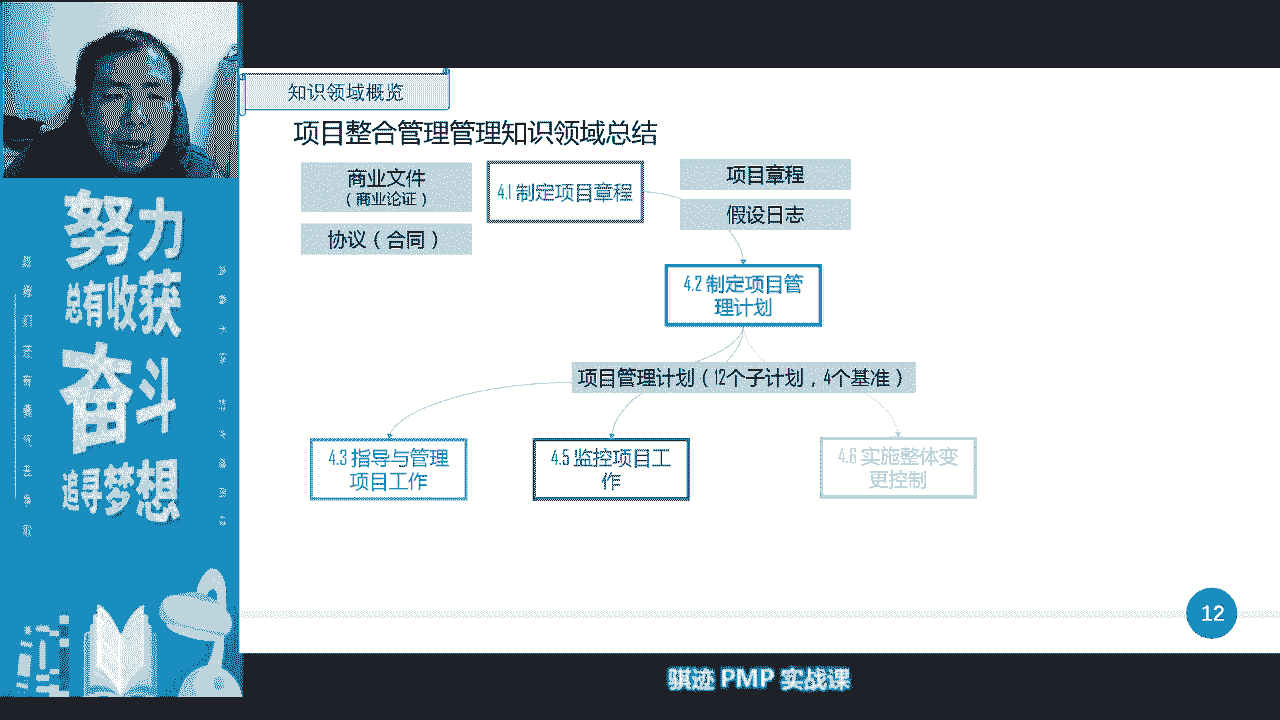 知识领域概览
项目整合管理管理知识领域总结
商业文件
（商业论证）
协议（合同）
4.1 制定项目章程
项目章程
假设日志
4.2 制定项目管
理计划
项目管理计划（12个子计划，4个基准）
4.3 指导与管理
项目工作
4.5 监控项目工
作
4.6 实施整体变
更控制
12
努力
总有收获
奋斗
追寻梦想
骐迹 PMP 实战课